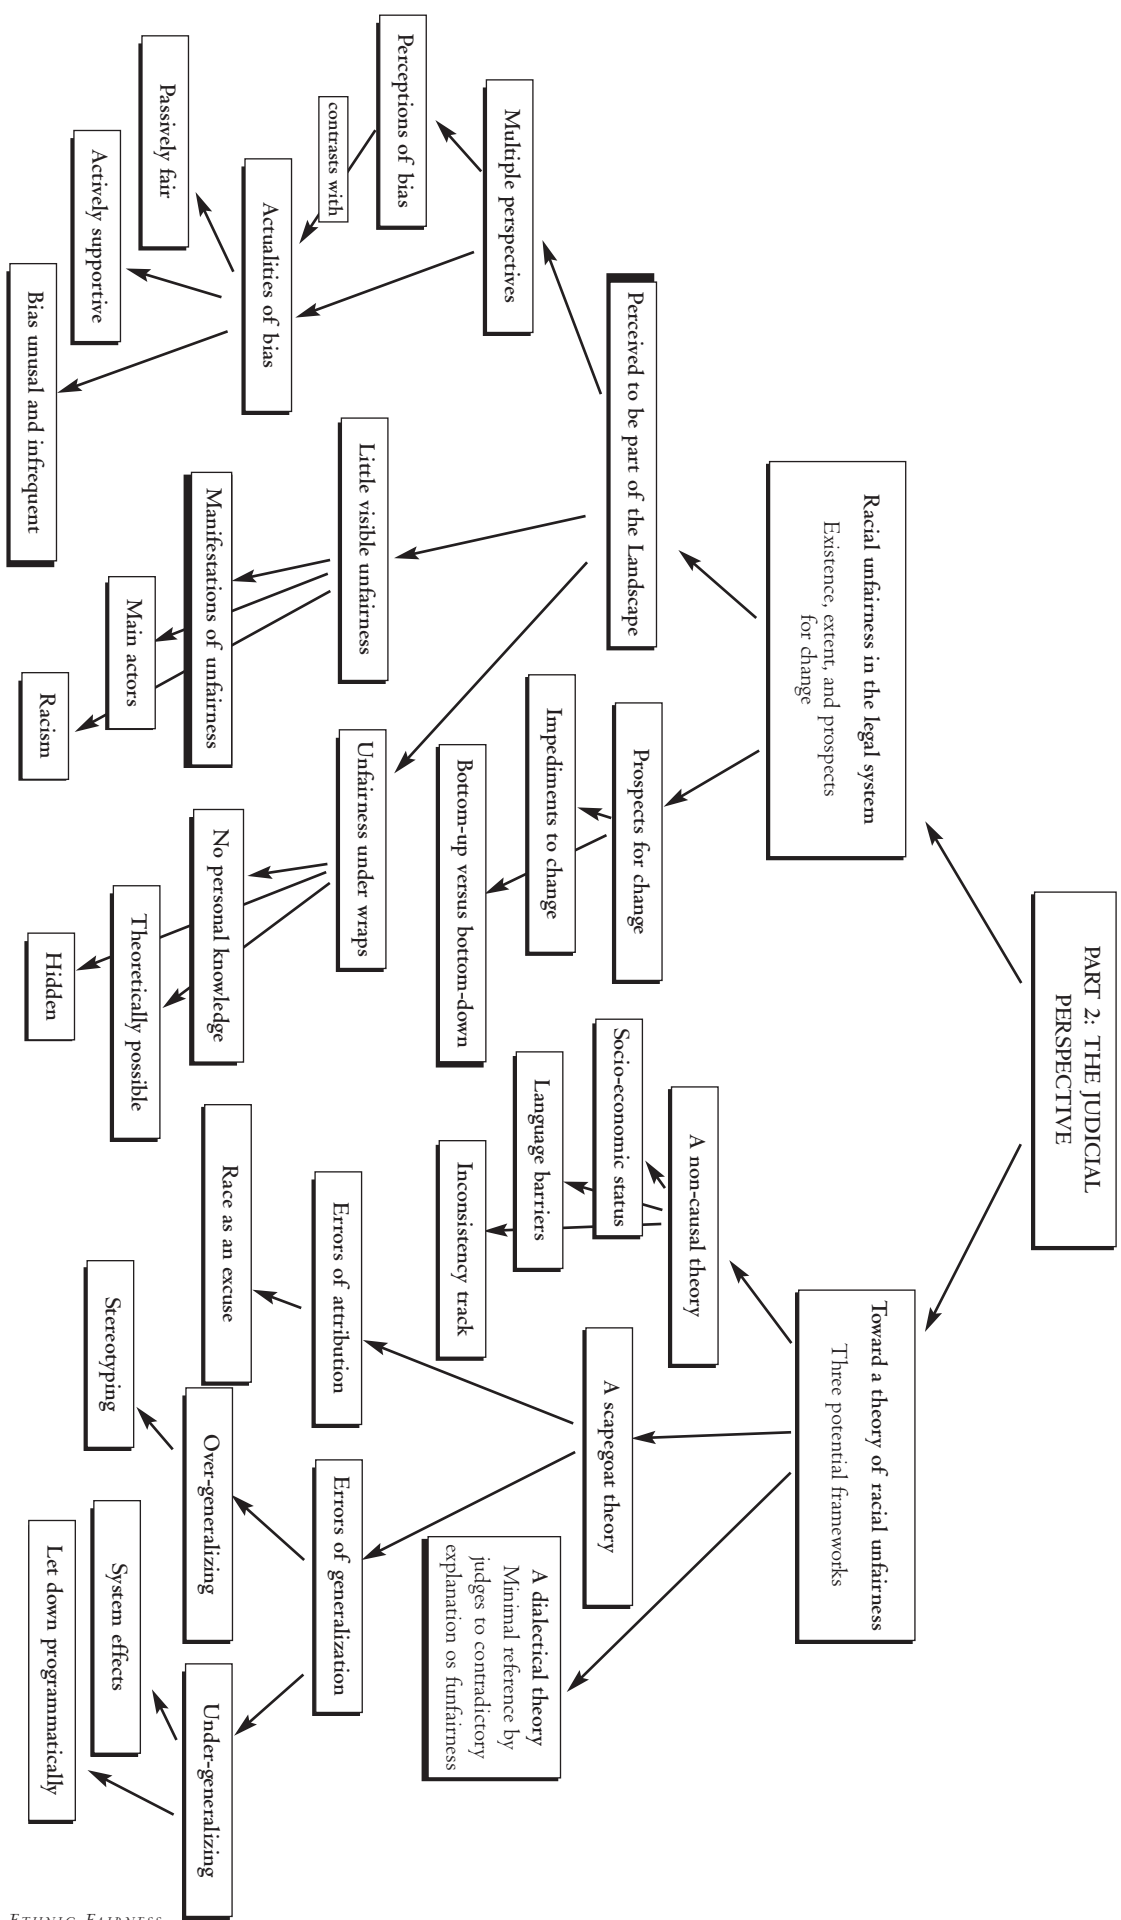 PART 2: THE JUDICIAL
PERSPECTIVE
Racial unfairness in the legal system
Existence, extent, and prospects
for change
Toward a theory of racial unfairness
Three potential frameworks
Perceived to be part of the Landscape
Prospects for change
A non-causal theory
A scapegoat theory
A dialectical theory
Minimal reference by
judges to contradictory
explanation os funfairness
Multiple perspectives
Impediments to change
Bottom-up versus bottom-down
Socio-economic status
Language barriers
Inconsistency track
Perceptions of bias
contrasts with
Actualities of bias
Little visible unfairness
Unfairness under wraps
Errors of attribution
Errors of generalization
Passively fair
Actively supportive
Bias unusal and infrequent
Manifestations of unfairness
Main actors
Racism
No personal knowledge
Theoretically possible
Hidden
Race as an excuse
Over-generalizing
Under-generalizing
Stereotyping
System effects
Let down programmatically
ETHNIC FAIRNESS